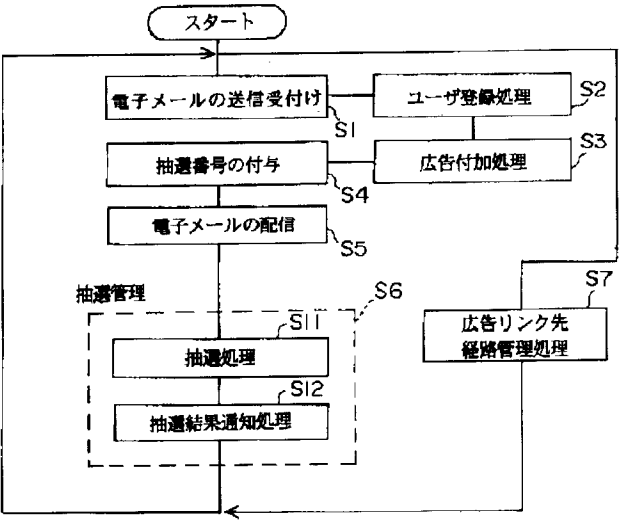 スタート
電子メールの送信受付け
S1
ユーザ登録処理
S2
広告付加処理
S3
抽選番号の付与
S4
電子メールの配信
S5
抽選管理
S6
抽選処理
S11
抽選結果通知処理
S12
広告リンク先
経路管理処理
S7